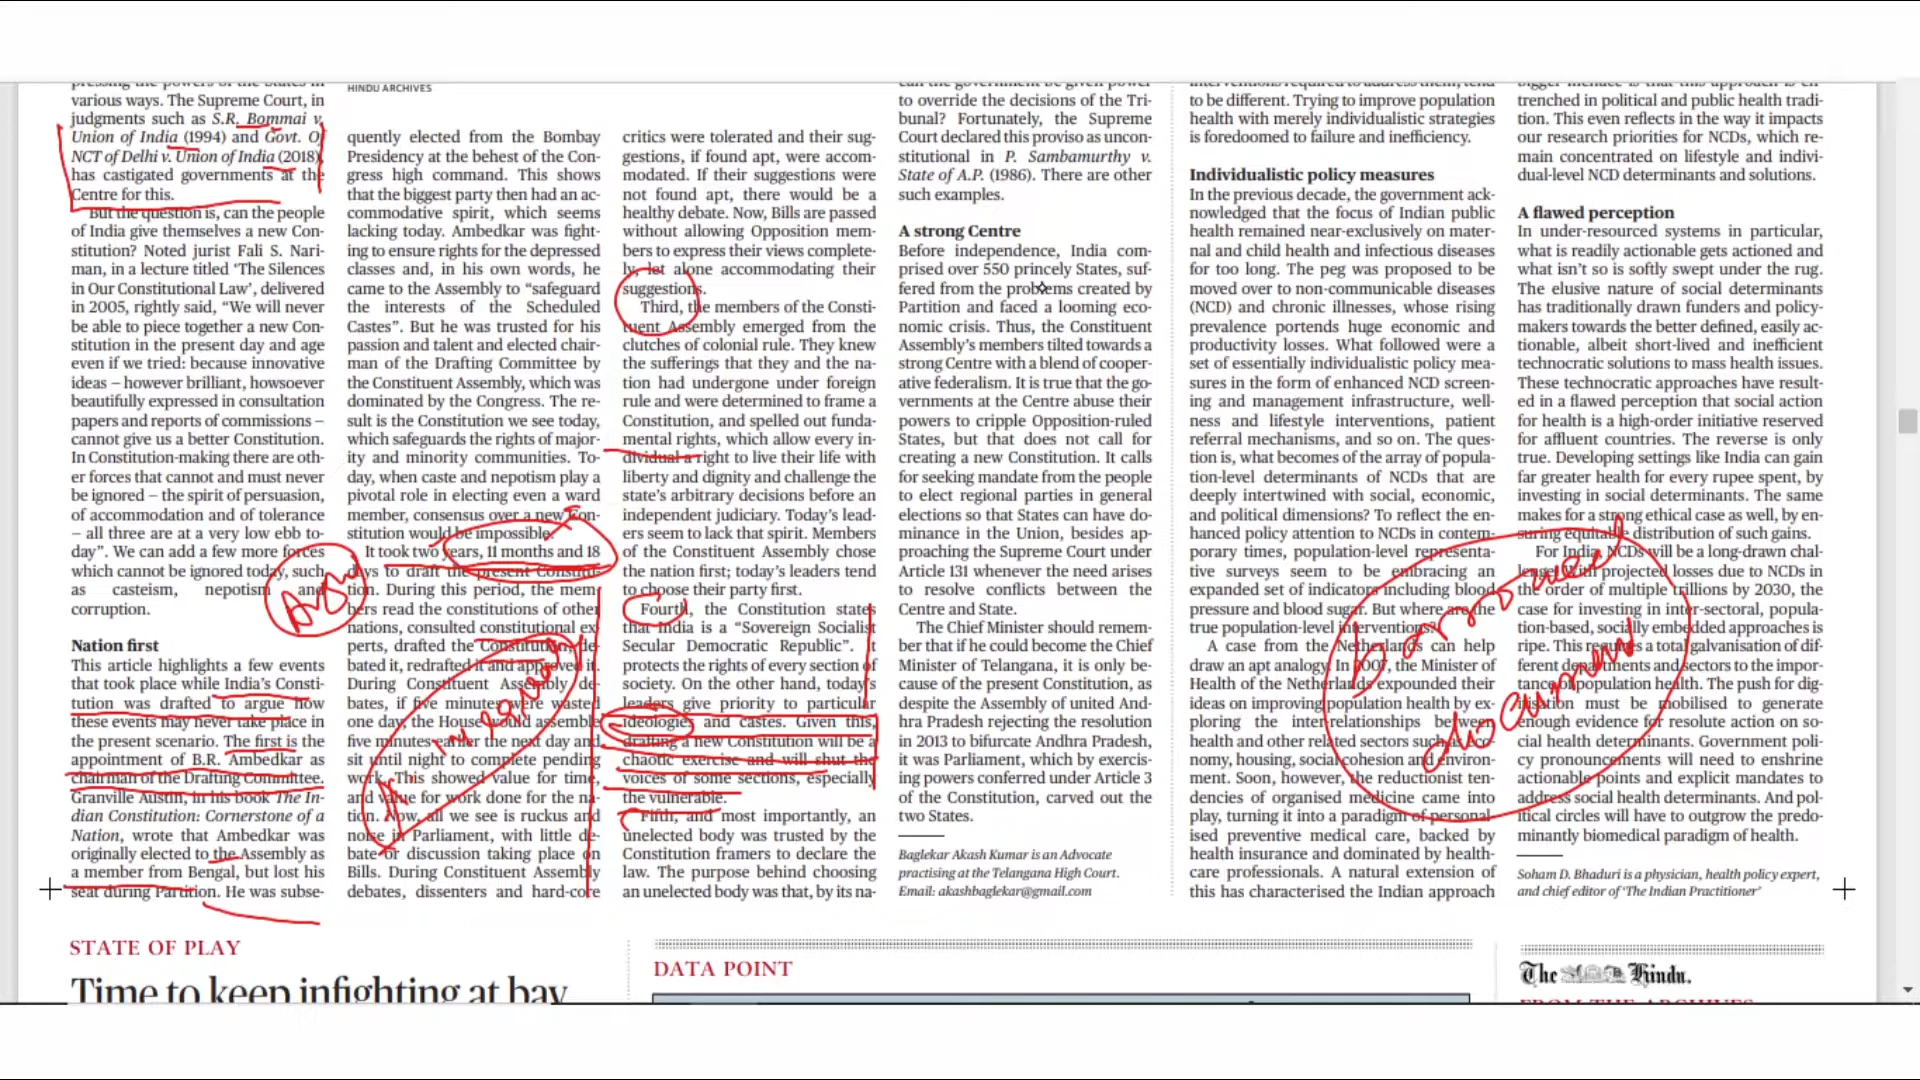 pressing the powers of the States in
various ways. The Supreme Court, in
judgments such as S.R. Bommai v.
Union of India (1994) and Govt. Of
NCT of Delhi v. Union of India (2018)
has castigated governments at the
Centre for this.
But the question is, can the people
of India give themselves a new Con-
stitution? Noted jurist Fali S. Nari-
man, in a lecture titled ‘The Silences
in Our Constitutional Law’, delivered
in 2005, rightly said, “We will never
be able to piece together a new Con-
stitution in the present day and age
even if we tried: because innovative
ideas – however brilliant, howsoever
beautifully expressed in consultation
papers and reports of commissions –
cannot give us a better Constitution.
In Constitution-making there are oth-
er forces that cannot and must never
be ignored – the spirit of persuasion,
of accommodation and of tolerance
– all three are at a very low ebb to-
day”. We can add a few more forces
which cannot be ignored today, such
as casteism, nepotism and
corruption.
Nation first
This article highlights a few events
that took place while India’s Consti-
tution was drafted to argue how
these events may never take place in
the present scenario. The first is the
appointment of B.R. Ambedkar as
chairman of the Drafting Committee.
Granville Austin, in his book The In-
dian Constitution: Cornerstone of a
Nation, wrote that Ambedkar was
originally elected to the Assembly as
a member from Bengal, but lost his
seat during Partition. He was subse-
HINDU ARCHIVES
quently elected from the Bombay
Presidency at the behest of the Con-
gress high command. This shows
that the biggest party then had an ac-
commodative spirit, which seems
lacking today. Ambedkar was fight-
ing to ensure rights for the depressed
classes and, in his own words, he
came to the Assembly to “safeguard
the interests of the Scheduled
Castes”. But he was trusted for his
passion and talent and elected chair-
man of the Drafting Committee by
the Constituent Assembly, which was
dominated by the Congress. The re-
sult is the Constitution we see today,
which safeguards the rights of major-
ity and minority communities. To-
day, when caste and nepotism play a
pivotal role in electing even a ward
member, consensus over a new Con-
stitution would be impossible.
It took two years, 11 months and 18
days to draft the present Constitu-
tion. During this period, the mem-
bers read the constitutions of other
nations, consulted constitutional ex-
perts, drafted the Constitution, de-
bated it, redrafted it and approved it.
During Constituent Assembly de-
bates, if five minutes were wasted
one day, the House would assemble
five minutes earlier the next day and
sit until night to complete pending
work. This showed value for time,
and value for work done for the na-
tion. Now, all we see is ruckus and
noise in Parliament, with little de-
bate or discussion taking place on
Bills. During Constituent Assembly
debates, dissenters and hard-core
critics were tolerated and their sug-
gestions, if found apt, were accom-
modated. If their suggestions were
not found apt, there would be a
healthy debate. Now, Bills are passed
without allowing Opposition mem-
bers to express their views complete-
ly, let alone accommodating their
suggestions.
Third, the members of the Consti-
tuent Assembly emerged from the
clutches of colonial rule. They knew
the sufferings that they and the na-
tion had undergone under foreign
rule and were determined to frame a
Constitution, and spelled out funda-
mental rights, which allow every in-
dividual a right to live their life with
liberty and dignity and challenge the
state’s arbitrary decisions before an
independent judiciary. Today’s lead-
ers seem to lack that spirit. Members
of the Constituent Assembly chose
the nation first; today’s leaders tend
to choose their party first.
Fourth, the Constitution states
that India is a “Sovereign Socialist
Secular Democratic Republic”. It
protects the rights of every section of
society. On the other hand, today’s
leaders give priority to particular
ideologies and castes. Given this,
drafting a new Constitution will be a
chaotic exercise and will shut the
voices of some sections, especially
the vulnerable.
Fifth, and most importantly, an
unelected body was trusted by the
Constitution framers to declare the
law. The purpose behind choosing
an unelected body was that, by its na-
can the government be given power
to override the decisions of the Tri-
bunal? Fortunately, the Supreme
Court declared this proviso as uncon-
stitutional in P. Sambamurthy v.
State of A.P. (1986). There are other
such examples.
A strong Centre
Before independence, India com-
prised over 550 princely States, suf-
fered from the problems created by
Partition and faced a looming eco-
nomic crisis. Thus, the Constituent
Assembly’s members tilted towards a
strong Centre with a blend of cooper-
ative federalism. It is true that the go-
vernments at the Centre abuse their
powers to cripple Opposition-ruled
States, but that does not call for
creating a new Constitution. It calls
for seeking mandate from the people
to elect regional parties in general
elections so that States can have do-
minance in the Union, besides ap-
proaching the Supreme Court under
Article 131 whenever the need arises
to resolve conflicts between the
Centre and State.
The Chief Minister should remem-
ber that if he could become the Chief
Minister of Telangana, it is only be-
cause of the present Constitution, as
despite the Assembly of united And-
hra Pradesh rejecting the resolution
in 2013 to bifurcate Andhra Pradesh,
it was Parliament, which by exercis-
ing powers conferred under Article 3
of the Constitution, carved out the
two States.
Baglekar Akash Kumar is an Advocate
practising at the Telangana High Court.
Email: akashbaglekar@gmail.com
interventions required to address them, tend
to be different. Trying to improve population
health with merely individualistic strategies
is foredoomed to failure and inefficiency.
Individualistic policy measures
In the previous decade, the government ack-
nowledged that the focus of Indian public
health remained near-exclusively on mater-
nal and child health and infectious diseases
for too long. The peg was proposed to be
moved over to non-communicable diseases
(NCD) and chronic illnesses, whose rising
prevalence portends huge economic and
productivity losses. What followed were a
set of essentially individualistic policy mea-
sures in the form of enhanced NCD screen-
ing and management infrastructure, well-
ness and lifestyle interventions, patient
referral mechanisms, and so on. The ques-
tion is, what becomes of the array of popula-
tion-level determinants of NCDs that are
deeply intertwined with social, economic,
and political dimensions? To reflect the en-
hanced policy attention to NCDs in contem-
porary times, population-level representa-
tive surveys seem to be embracing an
expanded set of indicators including blood
pressure and blood sugar. But where are the
true population-level interventions?
A case from the Netherlands can help
draw an apt analogy. In 2007, the Minister of
Health of the Netherlands expounded their
ideas on improving population health by ex-
ploring the inter-relationships between
health and other related sectors such as eco-
nomy, housing, social cohesion and environ-
ment. Soon, however, the reductionist ten-
dencies of organised medicine came into
play, turning it into a paradigm of personal-
ised preventive medical care, backed by
health insurance and dominated by health-
care professionals. A natural extension of
this has characterised the Indian approach
bigger menace is that this approach is en-
trenched in political and public health tradi-
tion. This even reflects in the way it impacts
our research priorities for NCDs, which re-
main concentrated on lifestyle and indivi-
dual-level NCD determinants and solutions.
A flawed perception
In under-resourced systems in particular,
what is readily actionable gets actioned and
what isn’t so is softly swept under the rug.
The elusive nature of social determinants
has traditionally drawn funders and policy-
makers towards the better defined, easily ac-
tionable, albeit short-lived and inefficient
technocratic solutions to mass health issues.
These technocratic approaches have result-
ed in a flawed perception that social action
for health is a high-order initiative reserved
for affluent countries. The reverse is only
true. Developing settings like India can gain
far greater health for every rupee spent, by
investing in social determinants. The same
makes for a strong ethical case as well, by en-
suring equitable distribution of such gains.
For India, NCDs will be a long-drawn chal-
lenge. With projected losses due to NCDs in
the order of multiple trillions by 2030, the
case for investing in inter-sectoral, popula-
tion-based, socially embedded approaches is
ripe. This requires a total galvanisation of dif-
ferent departments and sectors to the impor-
tance of population health. The push for dig-
itisation must be mobilised to generate
enough evidence for resolute action on so-
cial health determinants. Government poli-
cy pronouncements will need to enshrine
actionable points and explicit mandates to
address social health determinants. And pol-
itical circles will have to outgrow the predo-
minantly biomedical paradigm of health.
Soham D. Bhaduri is a physician, health policy expert,
and chief editor of ‘The Indian Practitioner’
borrowed
document
STATE OF PLAY
Time to keep infighting at bay
DATA POINT
The Hindu.
FROM THE ARCHIVES